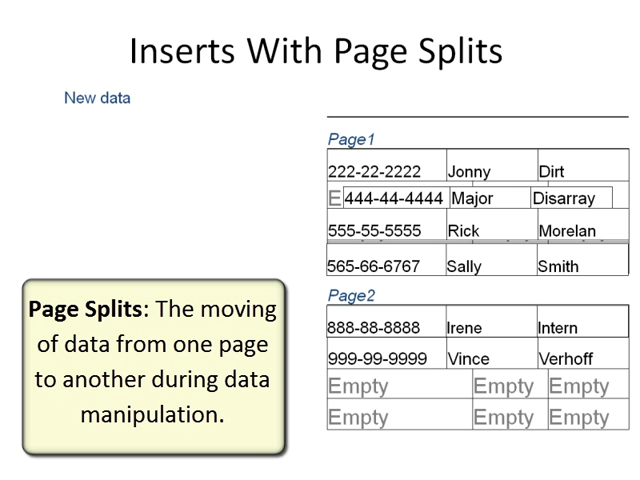 Inserts With Page Splits
New data
Page1
222-22-2222 Jonny Dirt
E 444-44-4444 Major Disarray
555-55-5555 Rick Morelan
565-66-6767 Sally Smith
Page2
888-88-8888 Irene Intern
999-99-9999 Vince Verhoff
Empty Empty Empty
Empty Empty Empty
Page Splits: The moving
of data from one page
to another during data
manipulation.